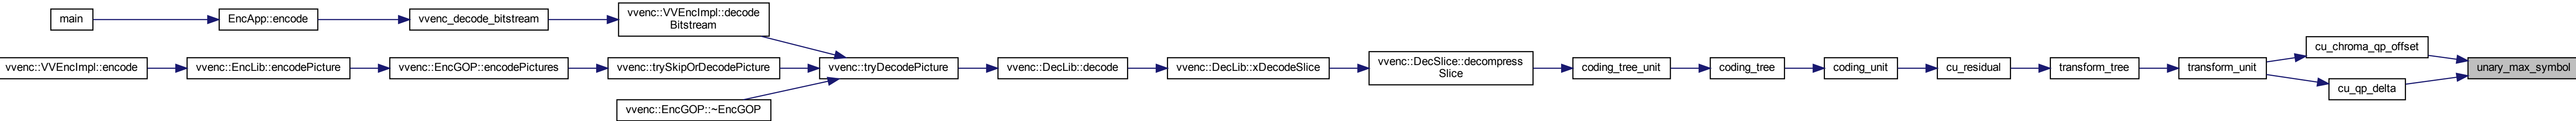 main
EncApp::encode
vvenc_decode_bitstream
vvenc::VVEncImpl::decode
Bitstream
vvenc::VVEncImpl::encode
vvenc::EncLib::encodePicture
vvenc::EncGOP::encodePictures
vvenc::trySkipOrDecodePicture
vvenc::EncGOP::~EncGOP
vvenc::tryDecodePicture
vvenc::DecLib::decode
vvenc::DecLib::xDecodeSlice
vvenc::DecSlice::decompress
Slice
coding_tree_unit
coding_tree
coding_unit
cu_residual
transform_tree
transform_unit
cu_chroma_qp_offset
cu_qp_delta
unary_max_symbol